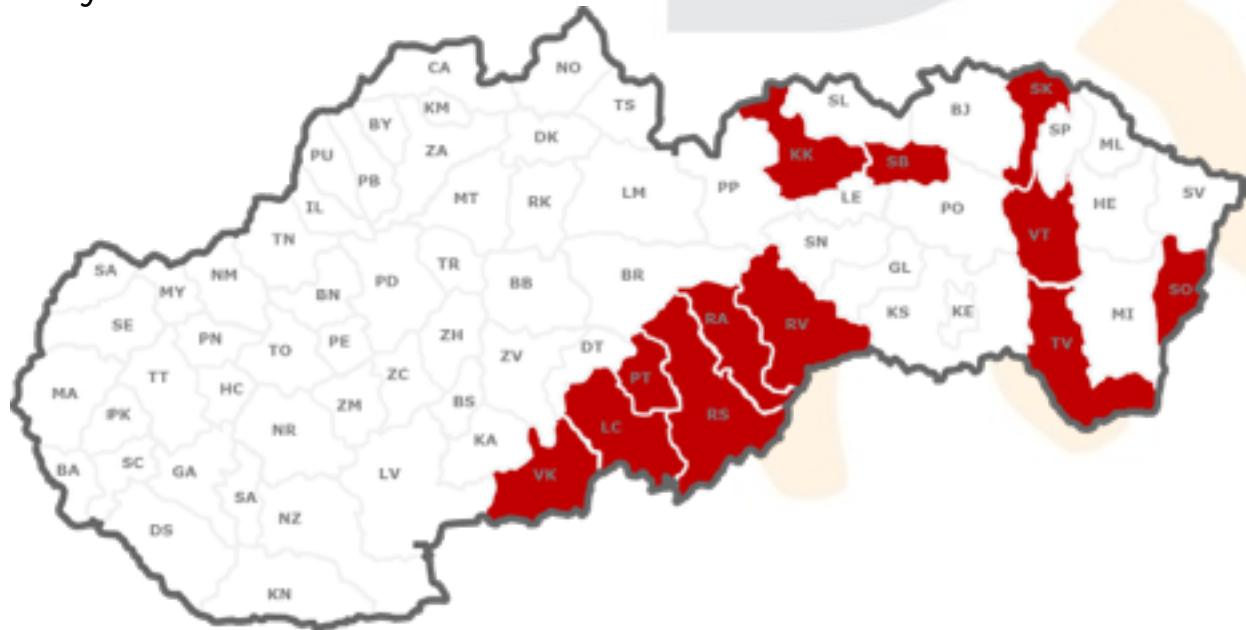 CA
NO
KM
TS
SL
SK
BJ
BY
SP
DK
ML
ZA
PU
KK
SB
PB
LM
PP
LE
SV
MT
RK
HE
IL
PO
VT
TN
SN
TR
GL
SA
NM
PD
BB
BR
MY
BN
SO
KS
KE
MI
SE
RA
RV
PN
PE
ZH
TV
TO
DT
ZV
TT
ZC
PT
HC
MA
BS
ZM
PK
RS
NR
LC
KA
SC
BA
GA
LV
VK
SA
NZ
DS
KN